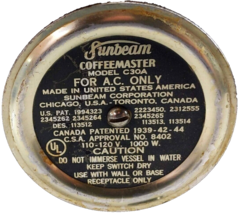 Sunbeam
COFFEEMASTER
MODEL C30A
FOR A.C. ONLY
MADE IN UNITED STATES AMERICA
SUNBEAM CORPORATION
CHICAGO, U.S.A.-TORONTO, CANADA
U.S. PAT. 1994323 2223450, 2312555
2345262 2345264 2345265
DES. 113512 113513, 113514
CANADA PATENTED 1939-42-44
C.S.A. APPROVAL NO. 8402
110-120 V. 1000 W.
UL
CAUTION
DO NOT IMMERSE VESSEL IN WATER
KEEP SWITCH DRY
USE WITH WALL OR BASE
RECEPTACLE ONLY